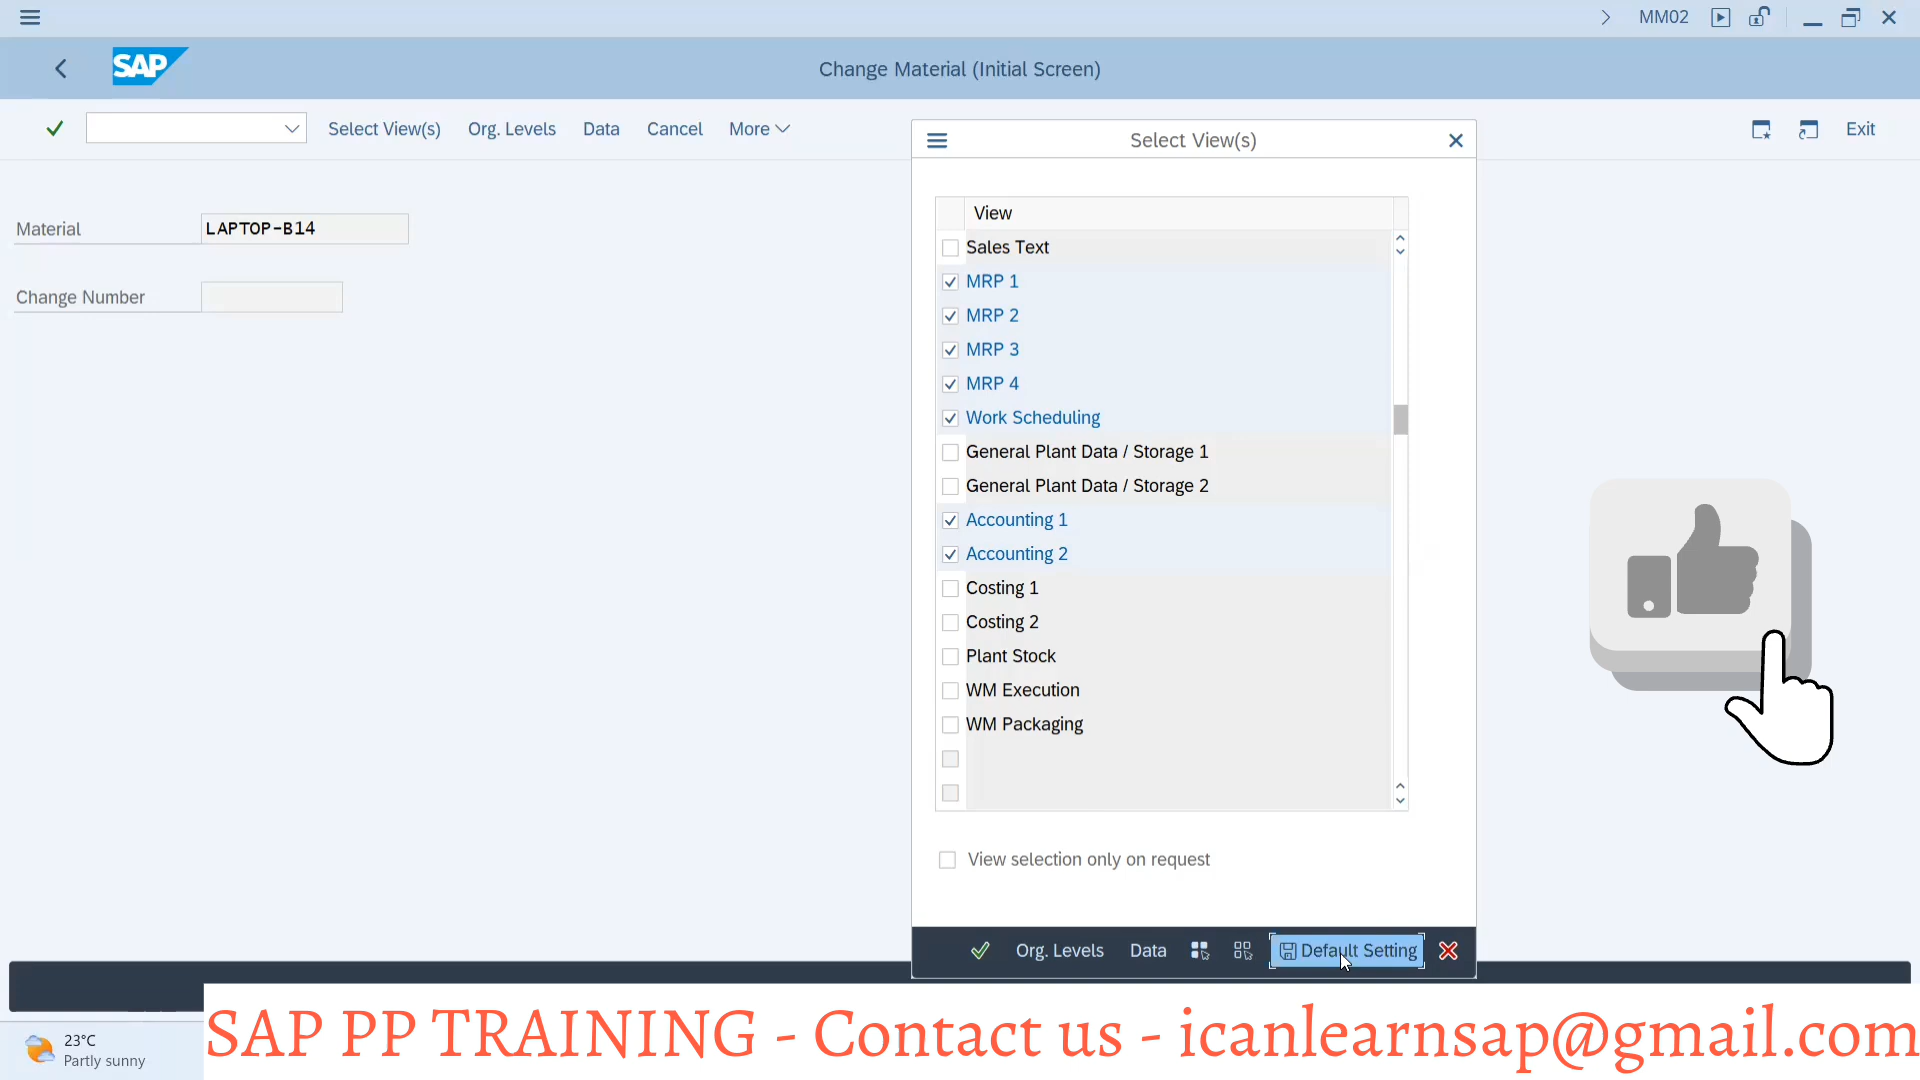 MM02
SAP
Change Material (Initial Screen)
Select View(s) Org. Levels Data Cancel More Exit
Select View(s)
View
Material LAPTOP-B14
Change Number
Sales Text
MRP 1
MRP 2
MRP 3
MRP 4
Work Scheduling
General Plant Data / Storage 1
General Plant Data / Storage 2
Accounting 1
Accounting 2
Costing 1
Costing 2
Plant Stock
WM Execution
WM Packaging
View selection only on request
Org. Levels Data Default Setting
SAP PP TRAINING - Contact us - icanlearnsap@gmail.com
23°C
Partly sunny